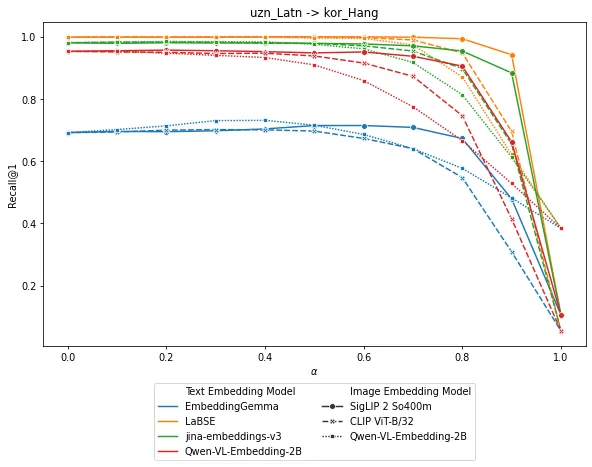 uzn_Latn -> kor_Hang
Recall@1
1.0
0.8
0.6
0.4
0.2
0.0 0.2 0.4 0.6 0.8 1.0
α
Text Embedding Model
EmbeddingGemma
LaBSE
jina-embeddings-v3
Qwen-VL-Embedding-2B
Image Embedding Model
SigLIP 2 So400m
CLIP ViT-B/32
Qwen-VL-Embedding-2B